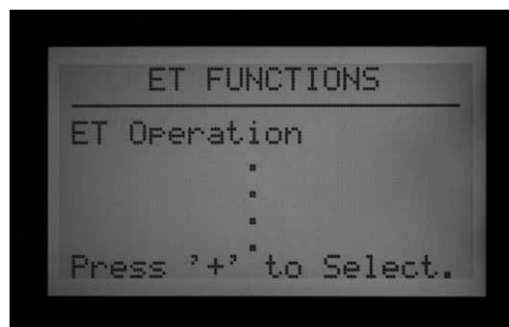 ET FUNCTIONS
ET Operation
:
:
Press '+' to Select.